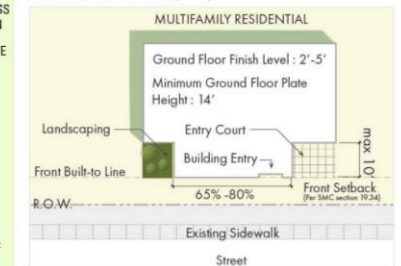 SS
N
E
MULTIFAMILY RESIDENTIAL
Ground Floor Finish Level : 2'-5'
Minimum Ground Floor Plate
Height : 14'
Landscaping
Entry Court
Building Entry
max 10'
Front Built-to Line
65% -80%
Front Setback
(Per SMC section 19.34)
R.O.W.
Existing Sidewalk
Street